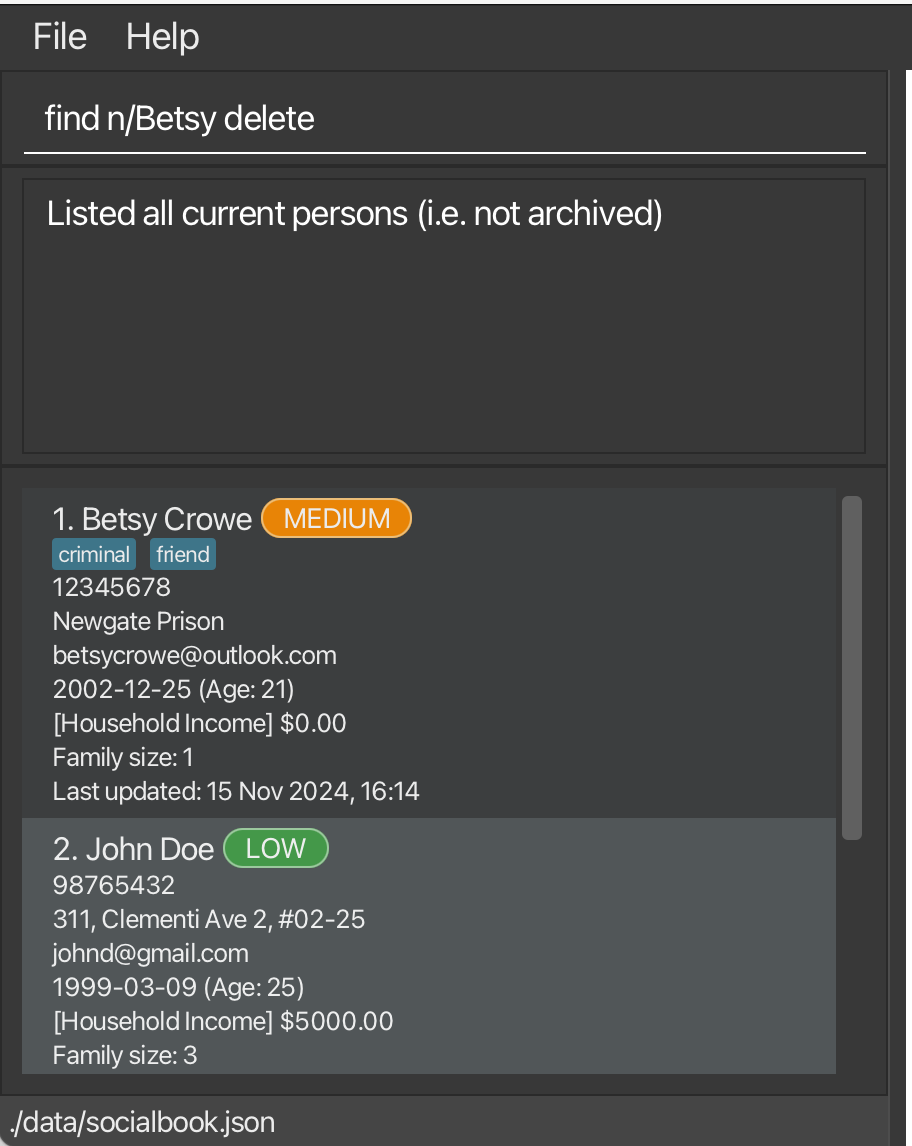 File Help
find n/Betsy delete
Listed all current persons (i.e. not archived)
1. Betsy Crowe MEDIUM
criminal friend
12345678
Newgate Prison
betsycrowe@outlook.com
2002-12-25 (Age: 21)
[Household Income] $0.00
Family size: 1
Last updated: 15 Nov 2024, 16:14
2. John Doe LOW
98765432
311, Clementi Ave 2, #02-25
johnd@gmail.com
1999-03-09 (Age: 25)
[Household Income] $5000.00
Family size: 3
./data/socialbook.json